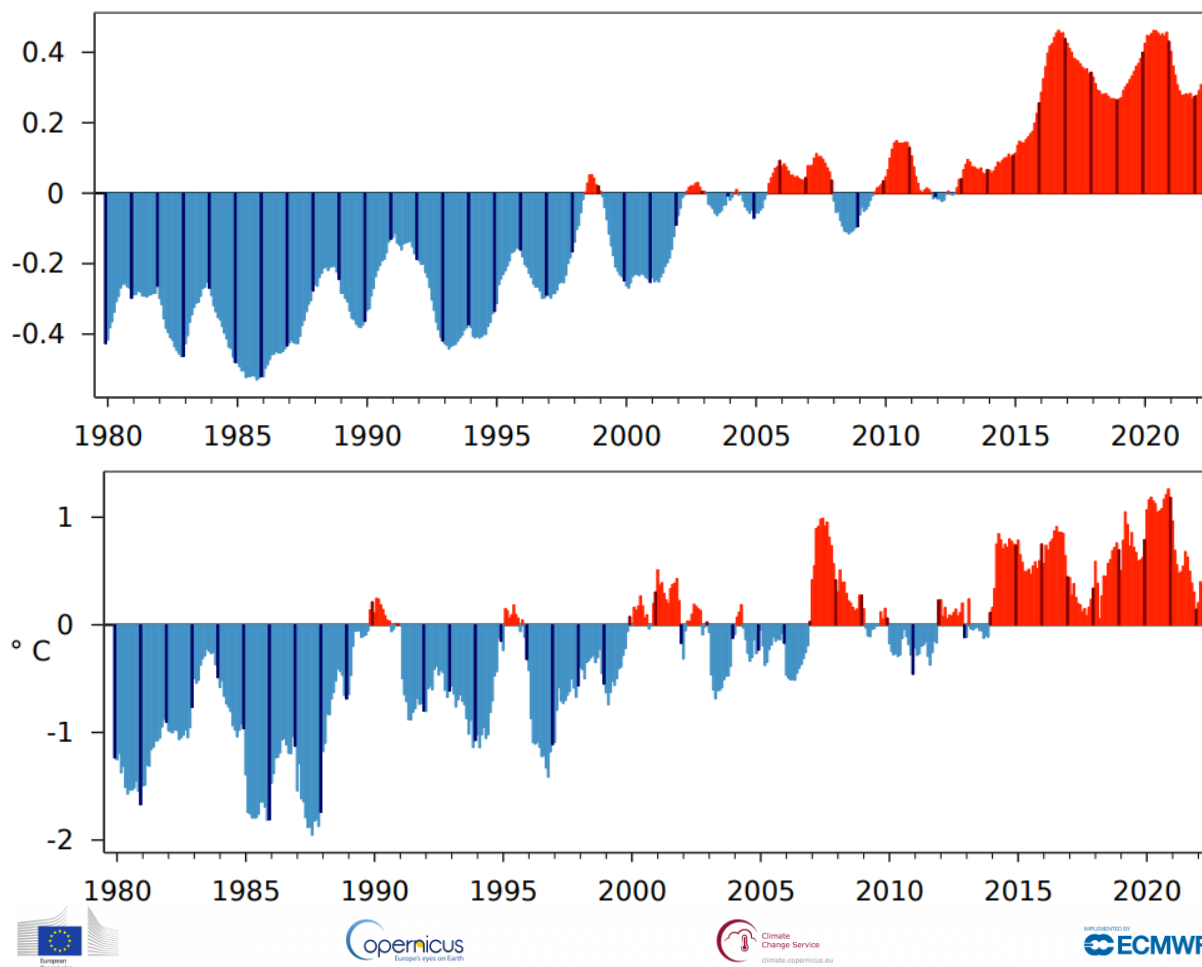 0.4
0.2
0
-0.2
-0.4
1980 1985 1990 1995 2000 2005 2010 2015 2020
1
0
° C
-1
-2
1980 1985 1990 1995 2000 2005 2010 2015 2020
European
opernicus
Europe's eyes on Earth
Climate
Change Service
climate.copernicus.eu
IMPLEMENTED BY
ECMWF